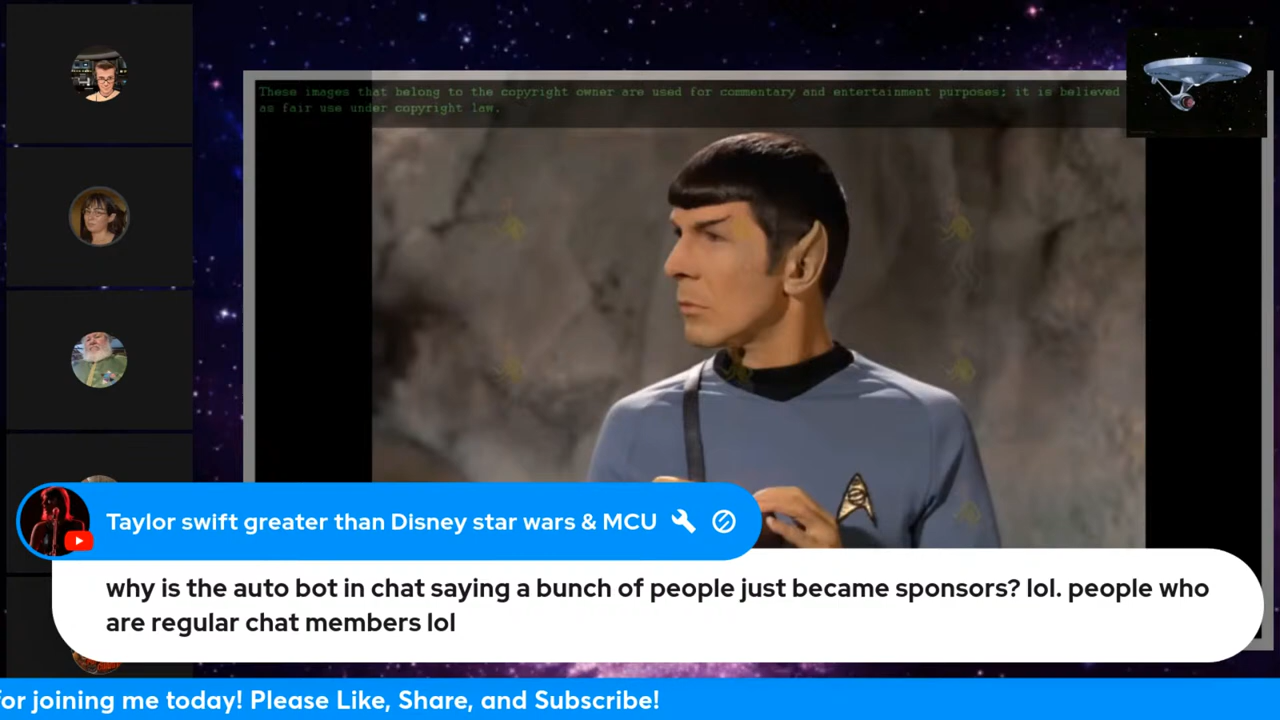 These images that belong to the copyright owner are used for commentary and entertainment purposes; it is believed
as fair use under copyright law.
Taylor swift greater than Disney star wars & MCU
why is the auto bot in chat saying a bunch of people just became sponsors? lol. people who
are regular chat members lol
for joining me today! Please Like, Share, and Subscribe!